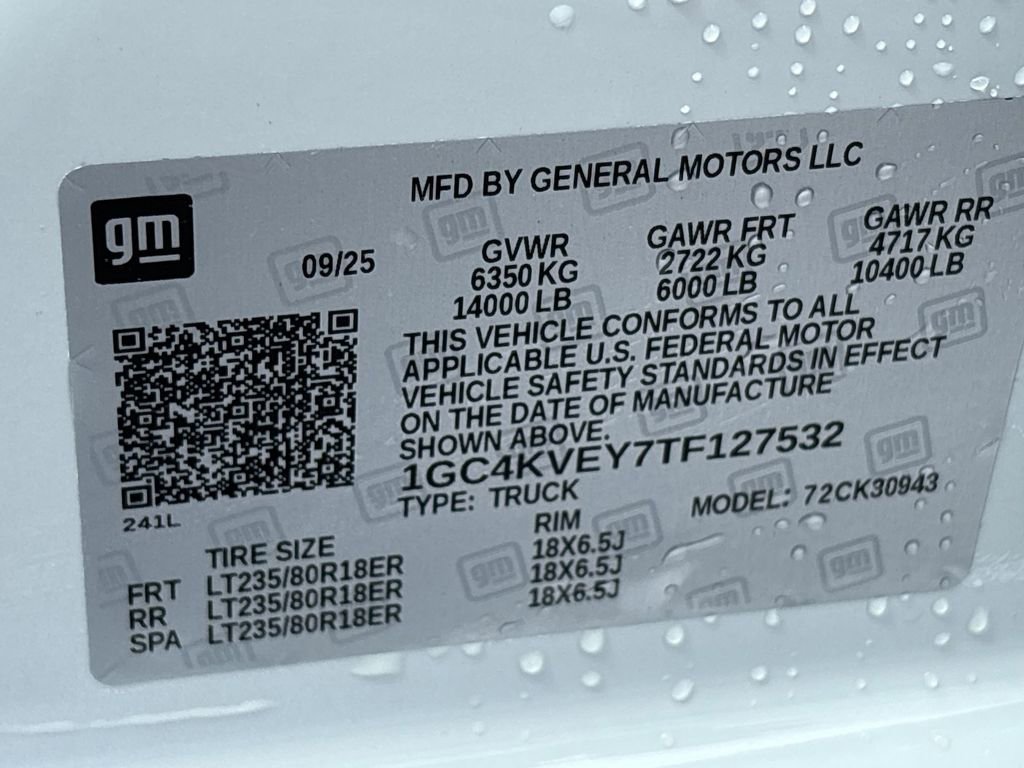 MFD BY GENERAL MOTORS LLC
gm
09/25
GVWR GAWR FRT GAWR RR
6350 KG 2722 KG 4717 KG
14000 LB 6000 LB 10400 LB
THIS VEHICLE CONFORMS TO ALL
APPLICABLE U.S. FEDERAL MOTOR
VEHICLE SAFETY STANDARDS IN EFFECT
ON THE DATE OF MANUFACTURE
SHOWN ABOVE.
1GC4KVEY7TF127532
TYPE: TRUCK MODEL: 72CK30943
241L
TIRE SIZE RIM
FRT LT235/80R18ER 18X6.5J
RR LT235/80R18ER 18X6.5J
SPA LT235/80R18ER 18X6.5J